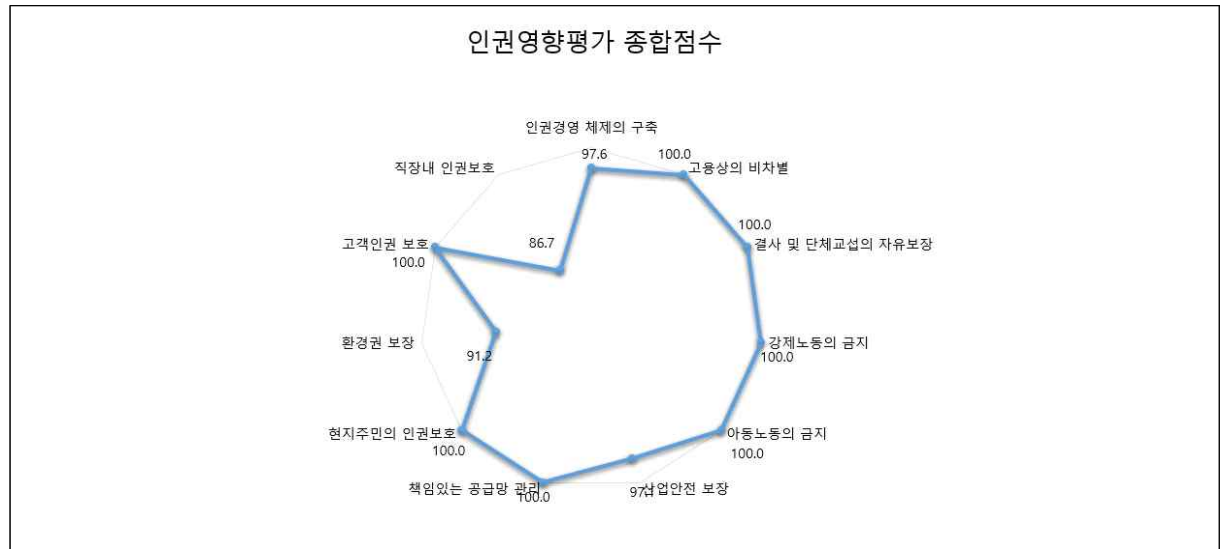 인권영향평가 종합점수
인권경영 체제의 구축
97.6
100.0
고용상의 비차별
직장내 인권보호
100.0
결사 및 단체교섭의 자유보장
86.7
고객인권 보호
100.0
환경권 보장
91.2
강제노동의 금지
100.0
현지주민의 인권보호
100.0
아동노동의 금지
100.0
책임있는 공급망 관리
100.0
산업안전 보장